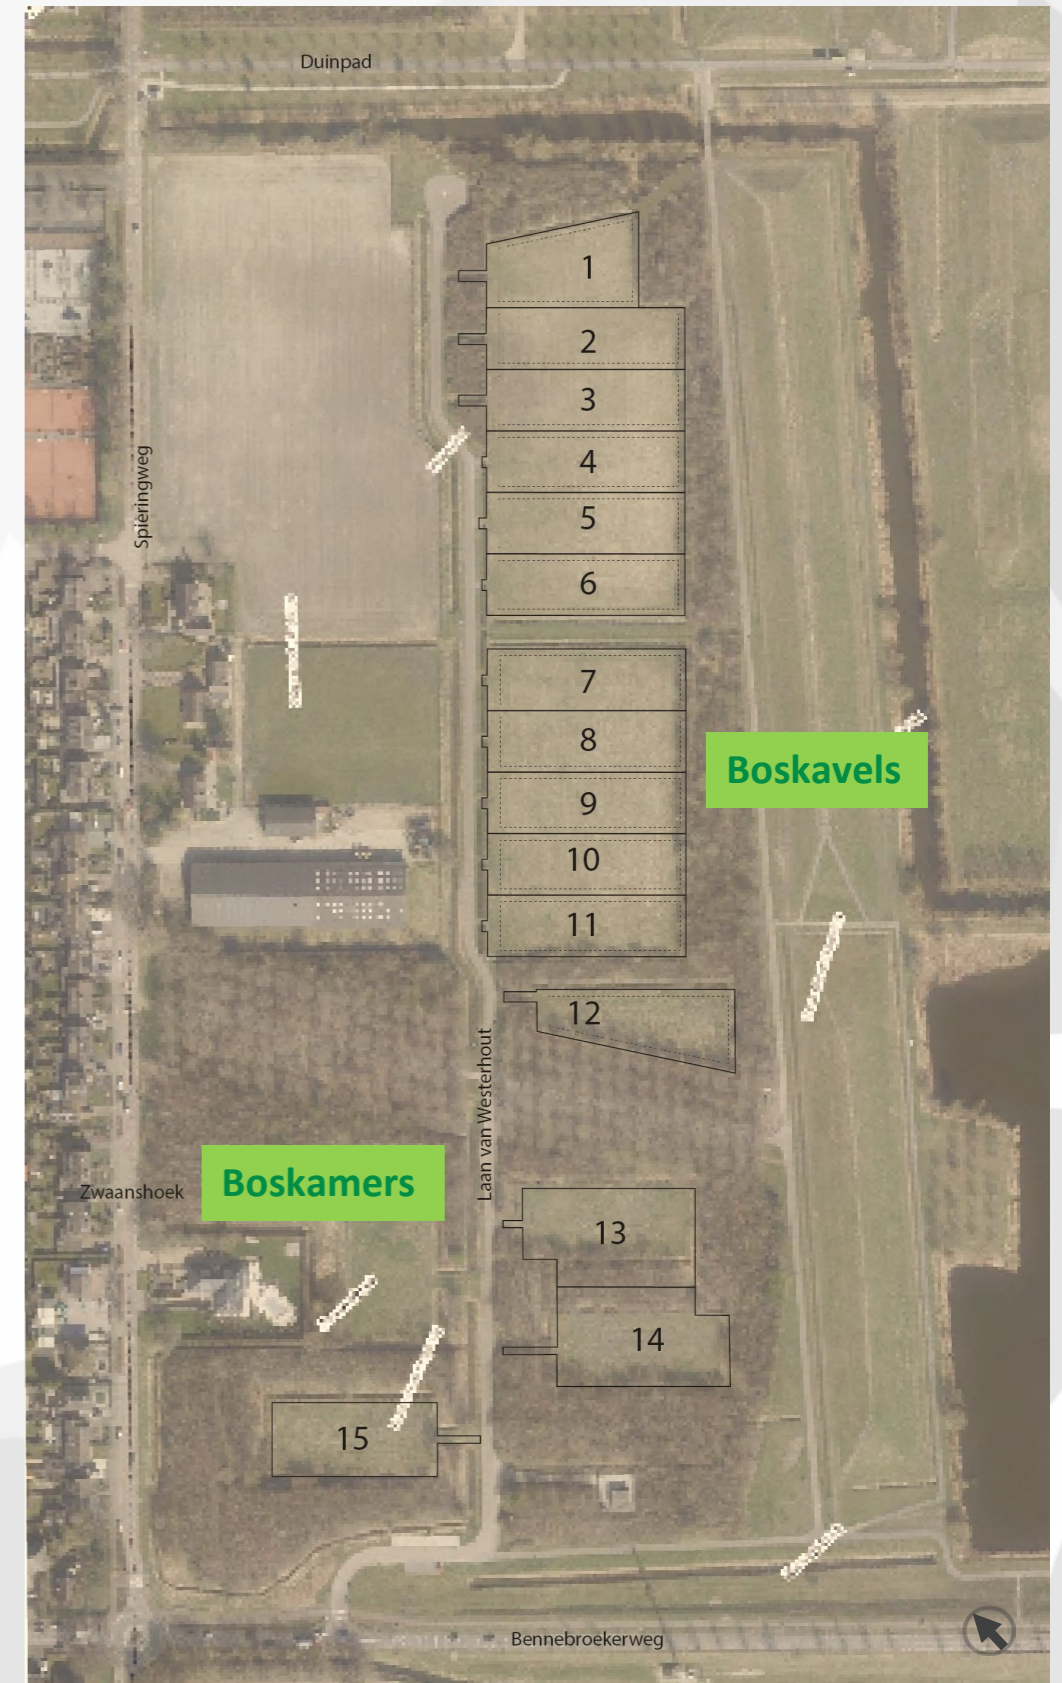 Duinpad
1
2
3
4
Spieringweg
5
6
7
8
Boskavels
9
10
11
12
Laan van Westerhout
Boskamers
Zwaanshoek
13
14
15
Bennebroekerweg